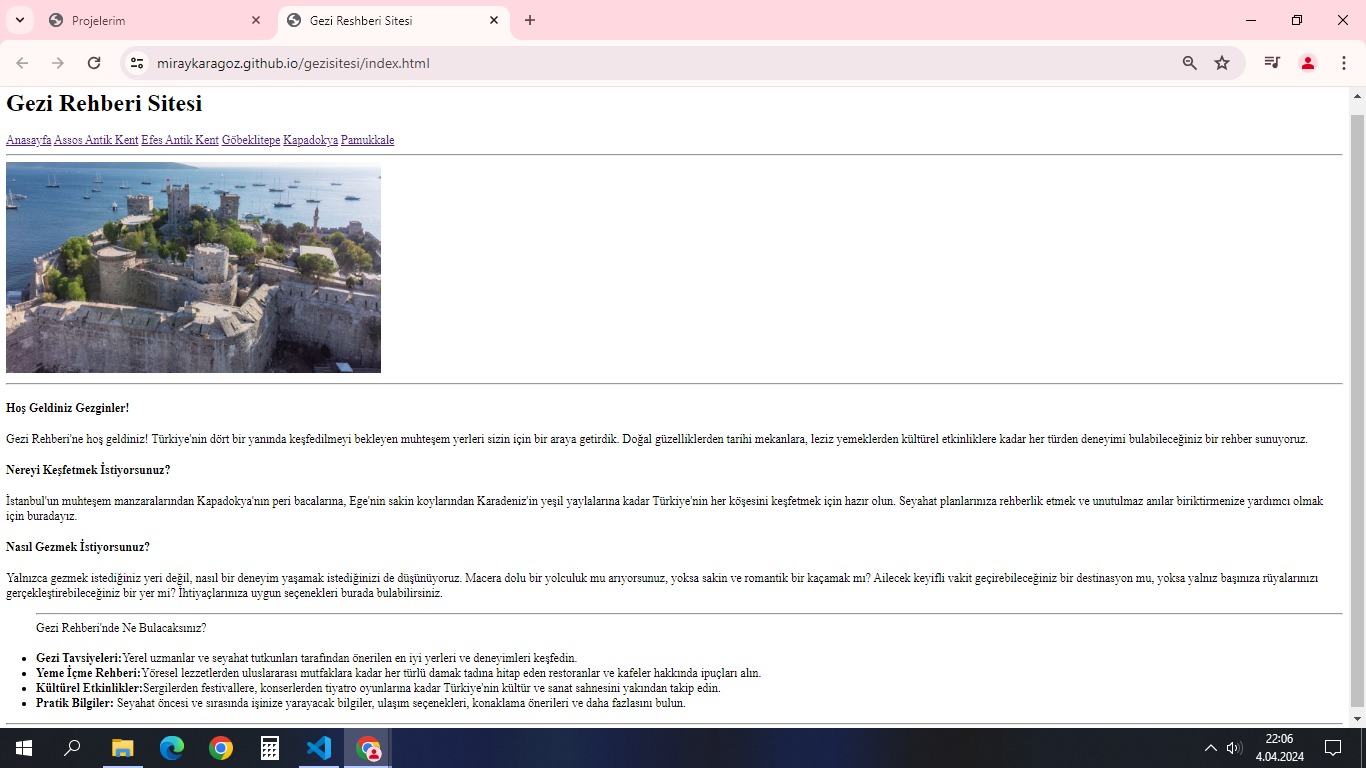 Projelerim
Gezi Reshberi Sitesi
miraykaragoz.github.io/gezisitesi/index.html
Gezi Rehberi Sitesi
Anasayfa Assos Antik Kent Efes Antik Kent Göbeklitepe Kapadokya Pamukkale
Hoş Geldiniz Gezginler!
Gezi Rehberi'ne hoş geldiniz! Türkiye'nin dört bir yanında keşfedilmeyi bekleyen muhteşem yerleri sizin için bir araya getirdik. Doğal güzelliklerden tarihi mekanlara, leziz yemeklerden kültürel etkinliklere kadar her türden deneyimi bulabileceğiniz bir rehber sunuyoruz.
Nereyi Keşfetmek İstiyorsunuz?
İstanbul'un muhteşem manzaralarından Kapadokya'nın peri bacalarına, Ege'nin sakin koylarından Karadeniz'in yeşil yaylalarına kadar Türkiye'nin her köşesini keşfetmek için hazır olun. Seyahat planlarınıza rehberlik etmek ve unutulmaz anılar biriktirmenize yardımcı olmak
için buradayız.
Nasıl Gezmek İstiyorsunuz?
Yalnızca gezmek istediğiniz yeri değil, nasıl bir deneyim yaşamak istediğinizi de düşünüyoruz. Macera dolu bir yolculuk mu arıyorsunuz, yoksa sakin ve romantik bir kaçamak mı? Ailecek keyifli vakit geçirebileceğiniz bir destinasyon mu, yoksa yalnız başınıza rüyalarınızı
gerçekleştirebileceğiniz bir yer mi? İhtiyaçlarınıza uygun seçenekleri burada bulabilirsiniz.
Gezi Rehberi'nde Ne Bulacaksınız?
• Gezi Tavsiyeleri:Yerel uzmanlar ve seyahat tutkunları tarafından önerilen en iyi yerleri ve deneyimleri keşfedin.
• Yeme İçme Rehberi:Yöresel lezzetlerden uluslararası mutfaklara kadar her türlü damak tadına hitap eden restoranlar ve kafeler hakkında ipuçları alın.
• Kültürel Etkinlikler:Sergilerden festivallere, konserlerden tiyatro oyunlarına kadar Türkiye'nin kültür ve sanat sahnesini yakından takip edin.
• Pratik Bilgiler: Seyahat öncesi ve sırasında işinize yarayacak bilgiler, ulaşım seçenekleri, konaklama önerileri ve daha fazlasını bulun.
22:06
4.04.2024